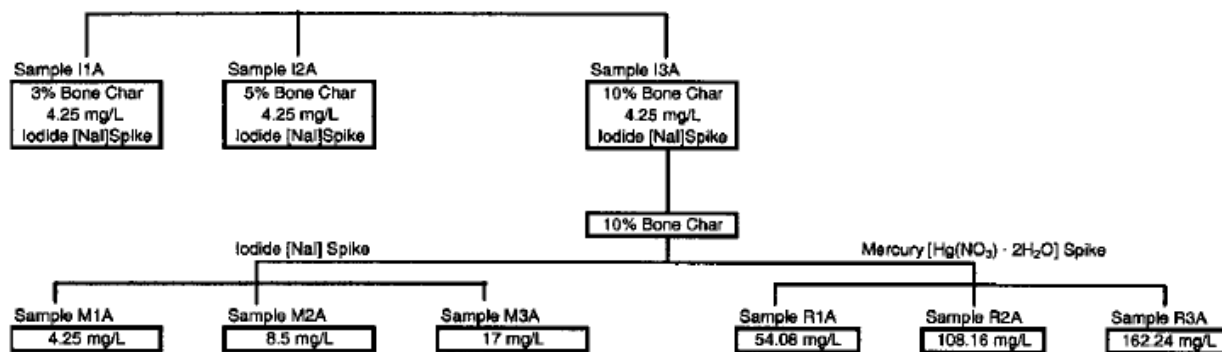 Sample I1A
3% Bone Char
4.25 mg/L
Iodide [NaI]Spike
Sample I2A
5% Bone Char
4.25 mg/L
Iodide [NaI]Spike
Sample I3A
10% Bone Char
4.25 mg/L
Iodide [NaI]Spike
10% Bone Char
Iodide [NaI] Spike
Mercury [Hg(NO₃) · 2H₂O] Spike
Sample M1A
4.25 mg/L
Sample M2A
8.5 mg/L
Sample M3A
17 mg/L
Sample R1A
54.08 mg/L
Sample R2A
108.16 mg/L
Sample R3A
162.24 mg/L